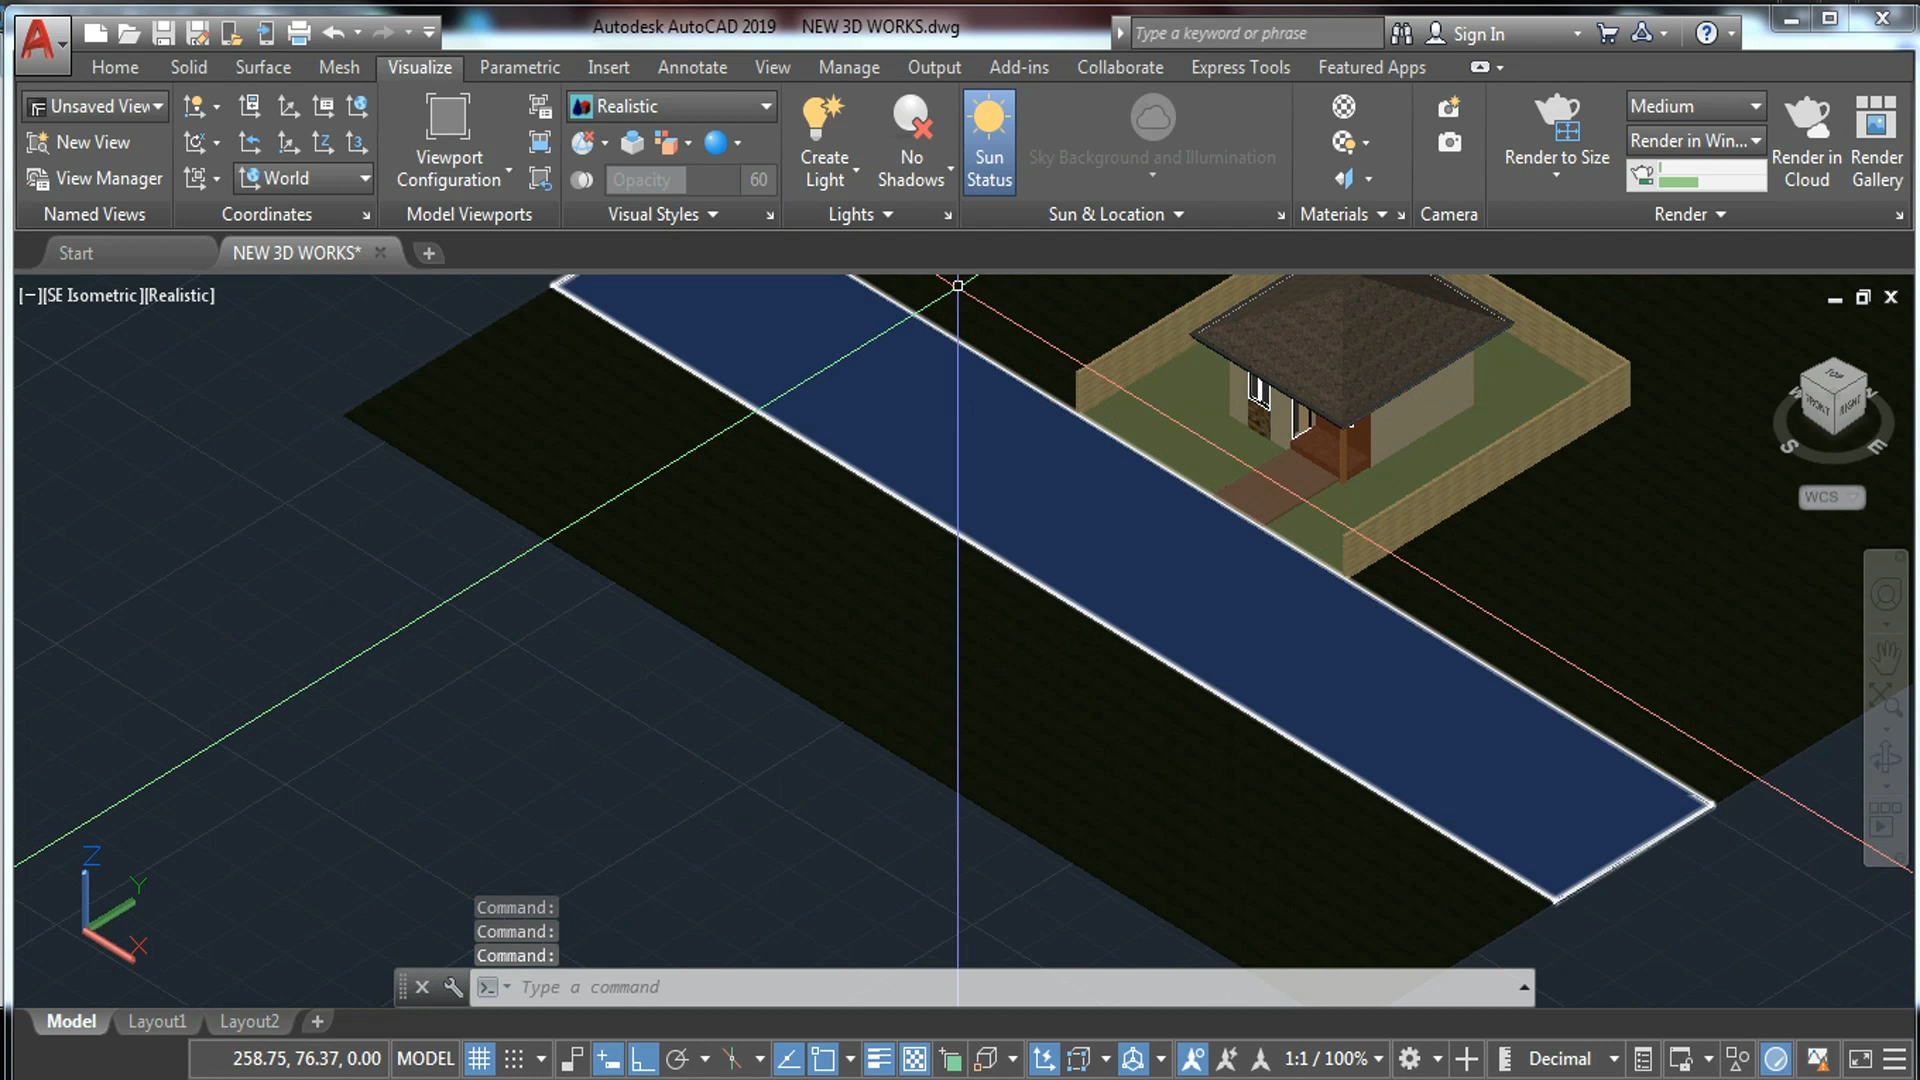 Autodesk AutoCAD 2019 NEW 3D WORKS.dwg
Type a keyword or phrase
Sign In
Home Solid Surface Mesh Visualize Parametric Insert Annotate View Manage Output Add-ins Collaborate Express Tools Featured Apps
Unsaved View
New View
View Manager
Named Views
World
Coordinates
Viewport
Configuration
Model Viewports
Realistic
Opacity 60
Visual Styles
Create
Light
No
Shadows
Lights
Sun
Status
Sky Background and Illumination
Sun & Location
Materials
Camera
Render to Size
Medium
Render in Win...
Render in
Cloud
Render
Gallery
Render
Start NEW 3D WORKS*
[−][SE Isometric][Realistic]
TOP
FRONT RIGHT
S E
WCS
Z
Y
X
Command:
Command:
Command:
Type a command
Model Layout1 Layout2
258.75, 76.37, 0.00 MODEL 1:1 / 100% Decimal